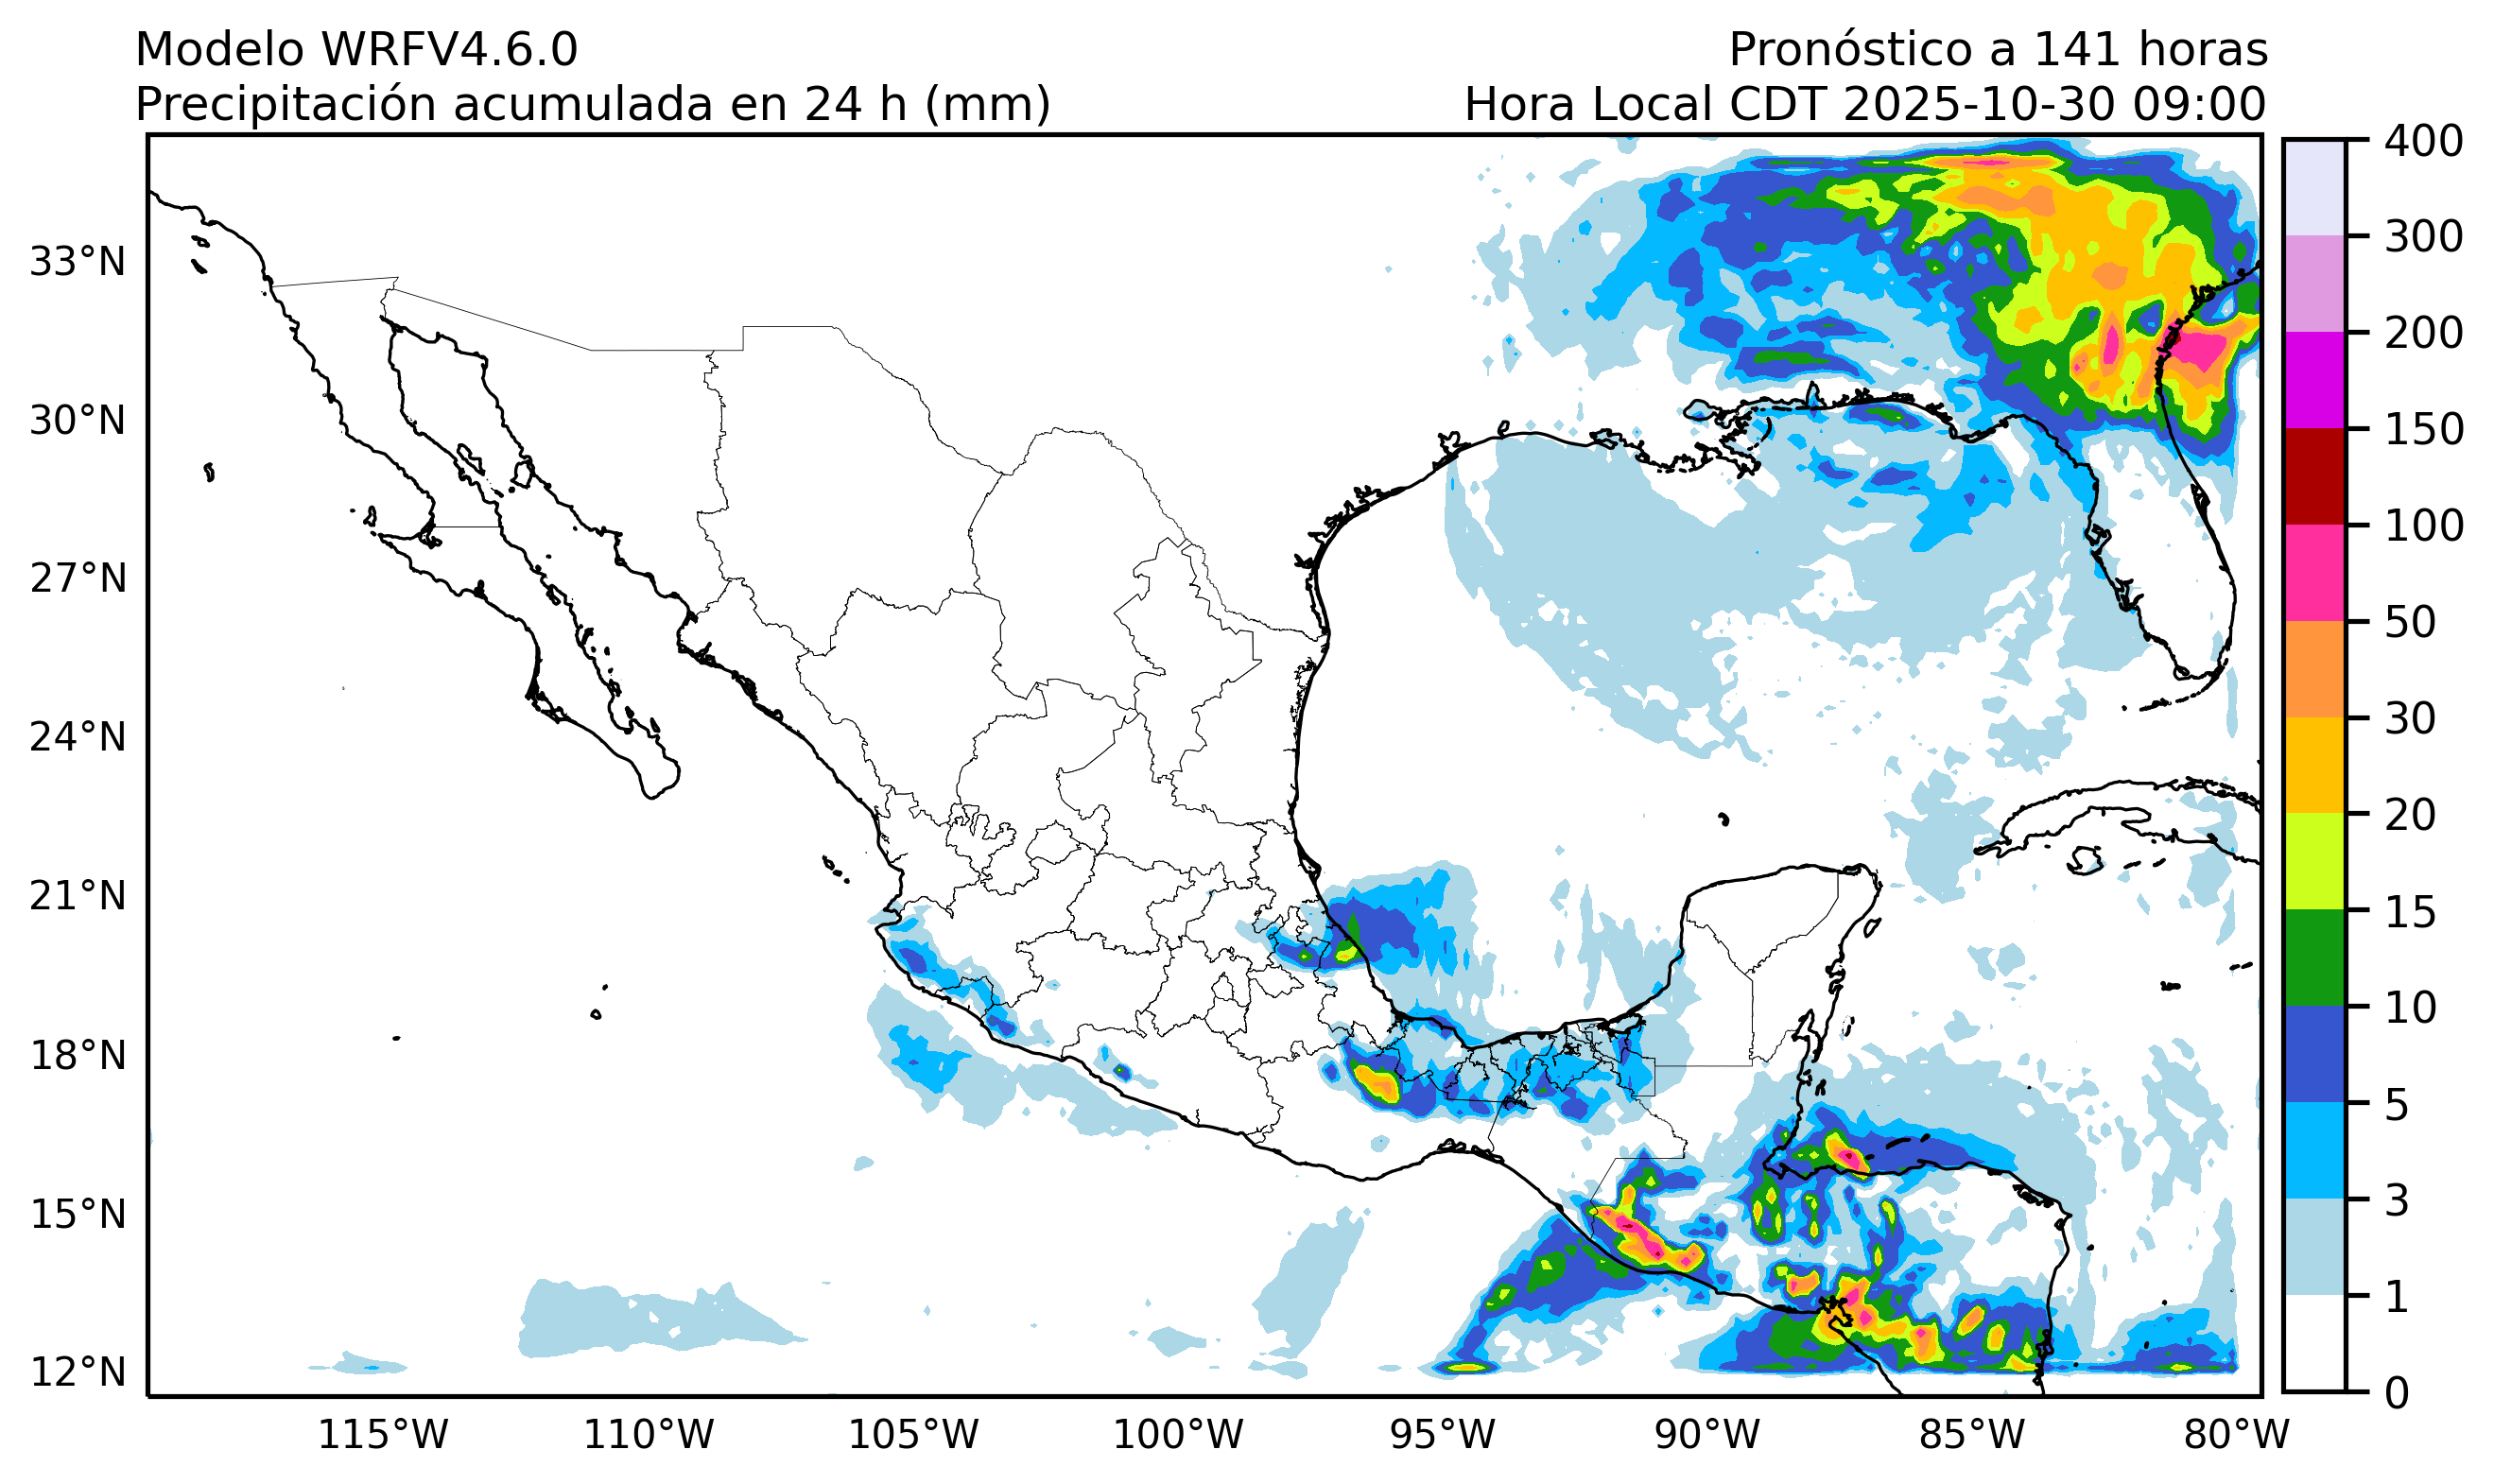 Modelo WRFV4.6.0
Pronóstico a 141 horas
Precipitación acumulada en 24 h (mm)
Hora Local CDT 2025-10-30 09:00
33°N
30°N
27°N
24°N
21°N
18°N
15°N
12°N
115°W
110°W
105°W
100°W
95°W
90°W
85°W
80°W
400
300
200
150
100
50
30
20
15
10
5
3
1
0